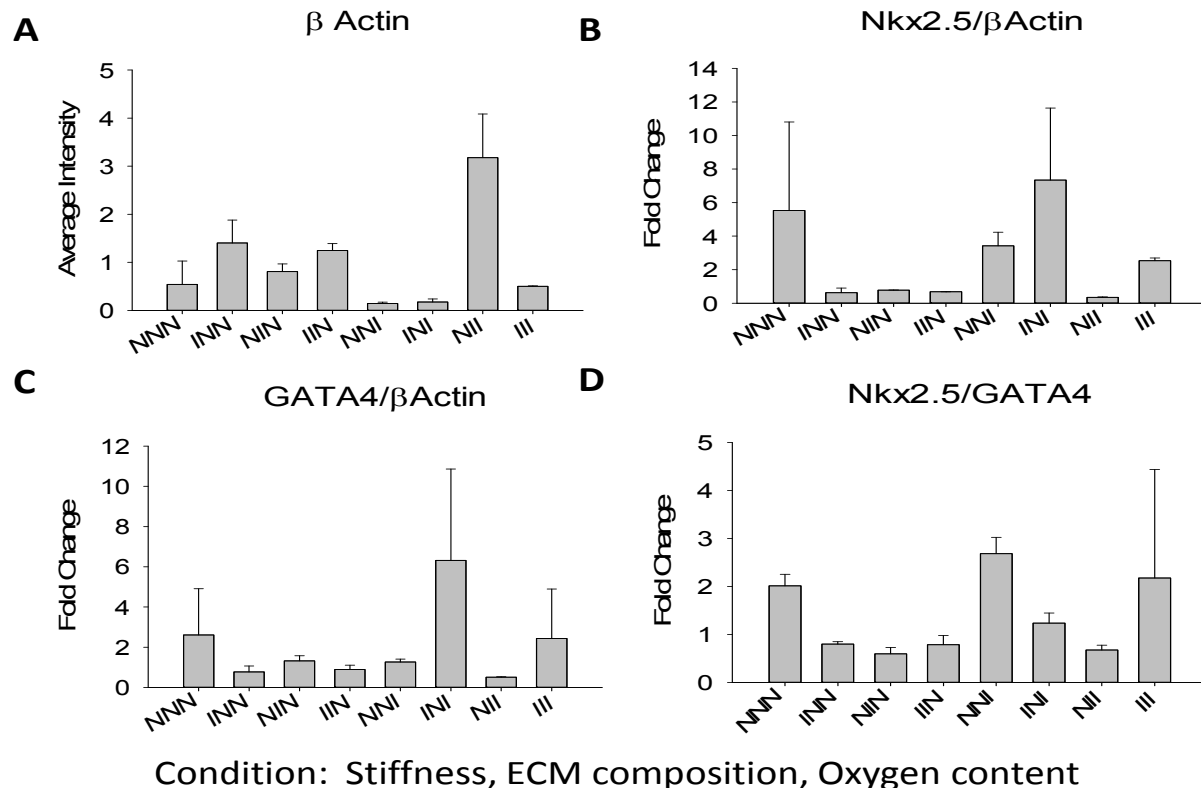 A
β Actin
Average Intensity
5
4
3
2
1
0
NNN INN NIN IIN NNI INI NII III
B
Nkx2.5/βActin
Fold Change
14
12
10
8
6
4
2
0
NNN INN NIN IIN NNI INI NII III
C
GATA4/βActin
Fold Change
12
10
8
6
4
2
0
NNN INN NIN IIN NNI INI NII III
D
Nkx2.5/GATA4
Fold Change
5
4
3
2
1
0
NNN INN NIN IIN NNI INI NII III
Condition: Stiffness, ECM composition, Oxygen content